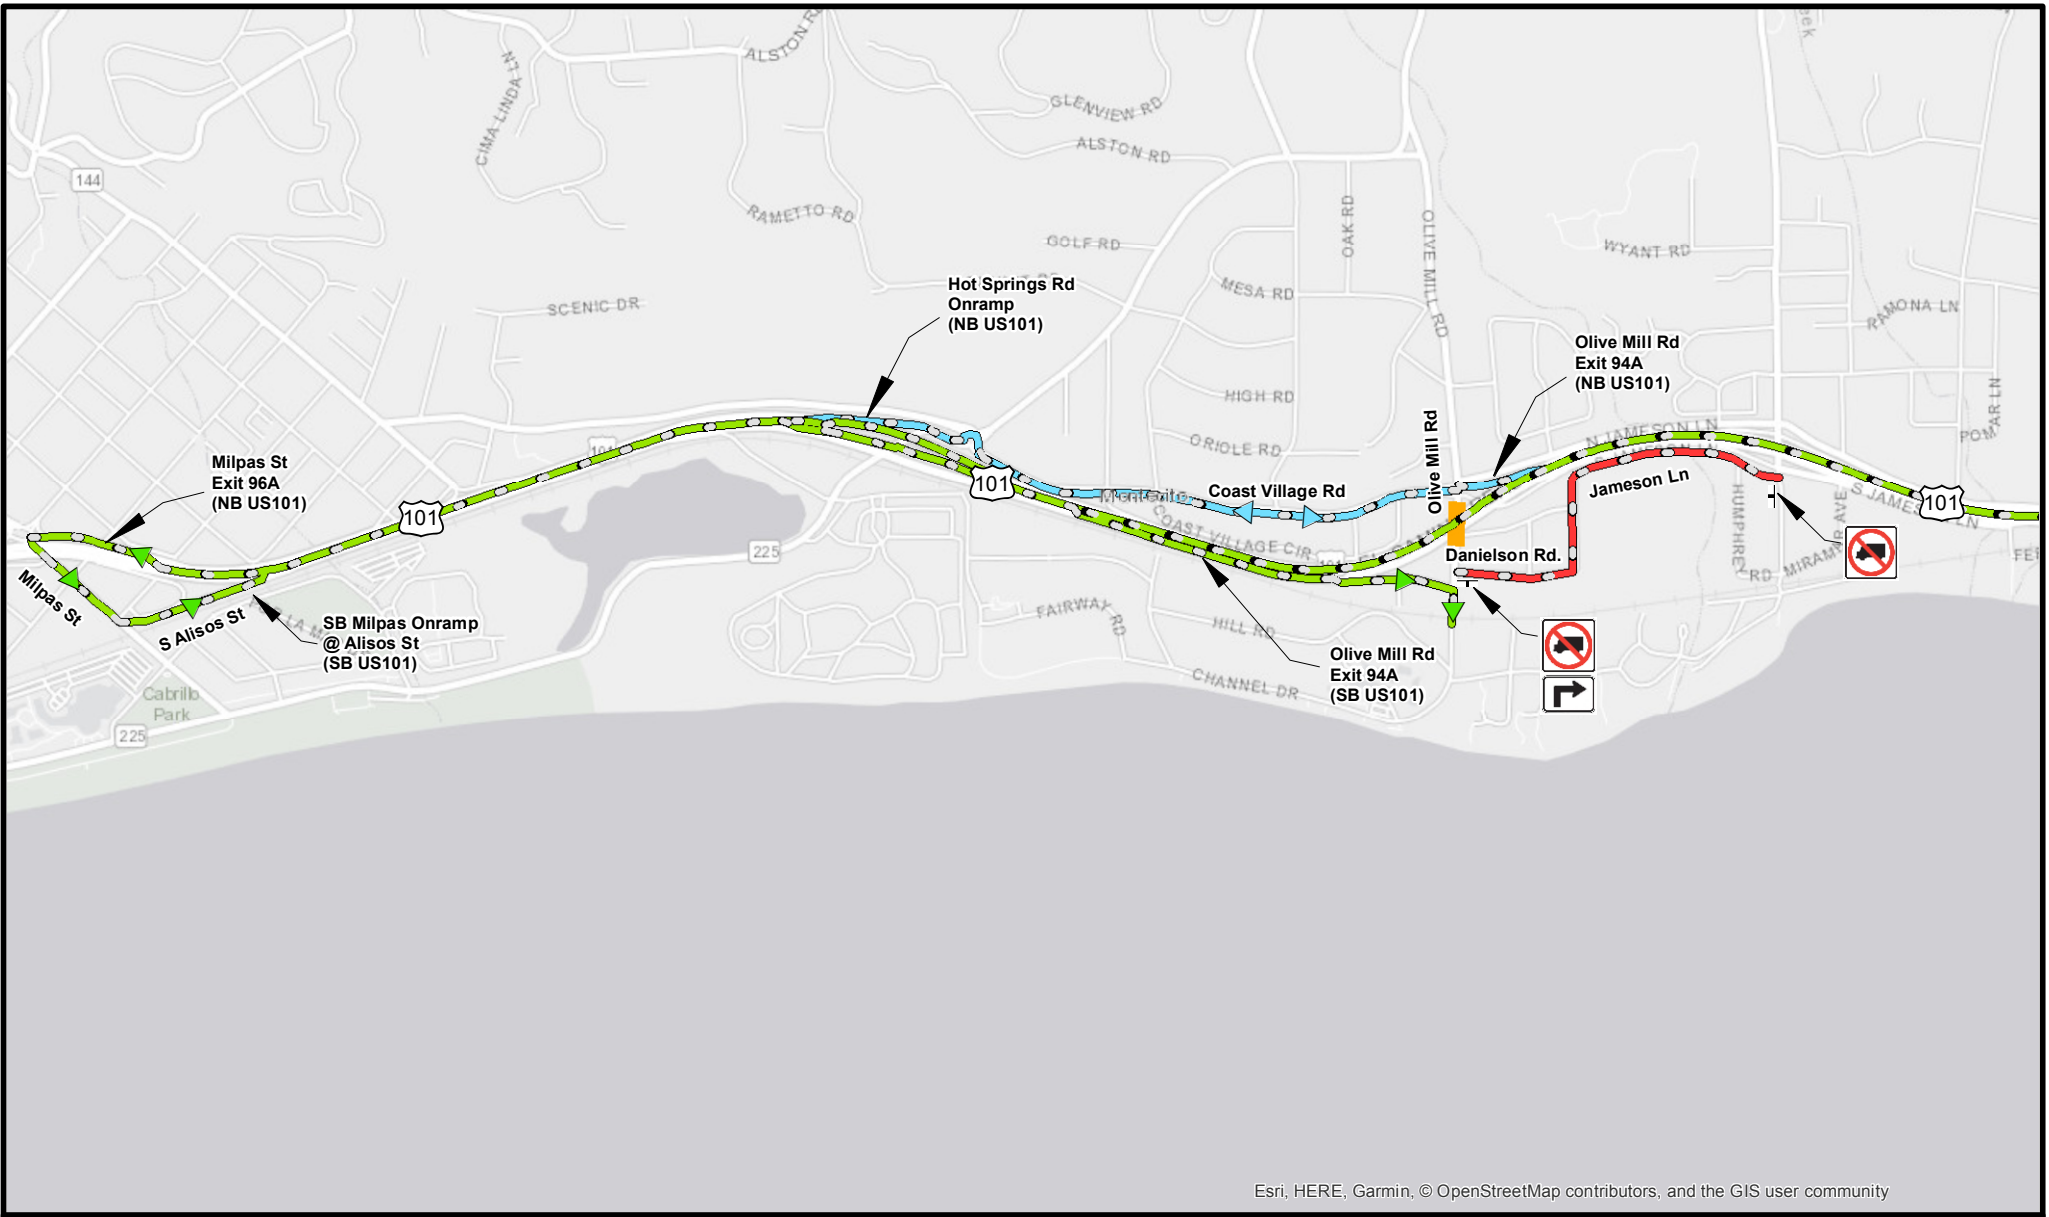 ALSTON RD
CIMA LINDA LN
GLENVIEW RD
ALSTON RD
144
RAMETTO RD
GOLF RD
OAK RD
OLIVE MILL RD
WYANT RD
MESA RD
SCENIC DR
RAMONA LN
Hot Springs Rd
Onramp
(NB US101)
Olive Mill Rd
Exit 94A
(NB US101)
HIGH RD
ORIOLE RD
POMAR LN
N JAMESON LN
Olive Mill Rd
101
Milpas St
Exit 96A
(NB US101)
101
101
Montecito
Coast Village Rd
Jameson Ln
101
S JAMESON LN
COAST VILLAGE CIR
HUMPHREY RD
MIRAMAR AVE
225
Danielson Rd.
Milpas St
S Alisos St
SB Milpas Onramp
@ Alisos St
(SB US101)
FAIRWAY RD
HILL RD
Olive Mill Rd
Exit 94A
(SB US101)
CHANNEL DR
Cabrillo
Park
225
Esri, HERE, Garmin, © OpenStreetMap contributors, and the GIS user community